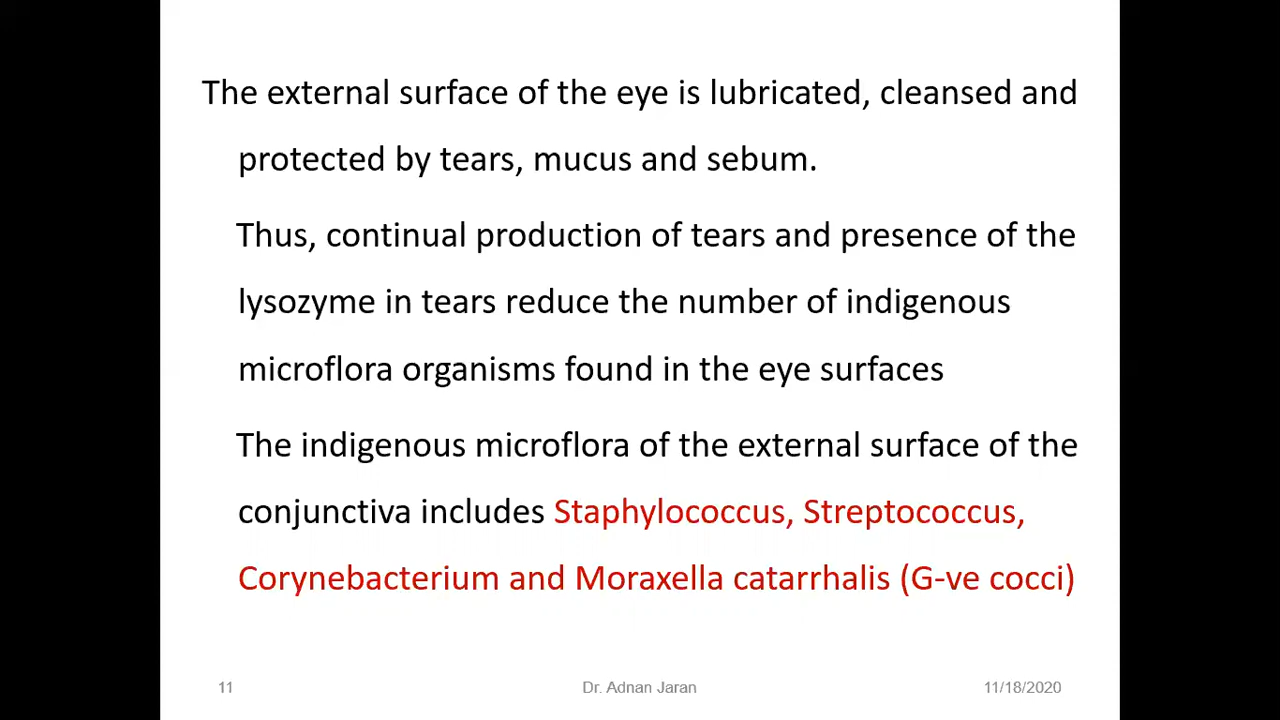 The external surface of the eye is lubricated, cleansed and
protected by tears, mucus and sebum.
Thus, continual production of tears and presence of the
lysozyme in tears reduce the number of indigenous
microflora organisms found in the eye surfaces
The indigenous microflora of the external surface of the
conjunctiva includes Staphylococcus, Streptococcus,
Corynebacterium and Moraxella catarrhalis (G-ve cocci)
11 Dr. Adnan Jaran 11/18/2020